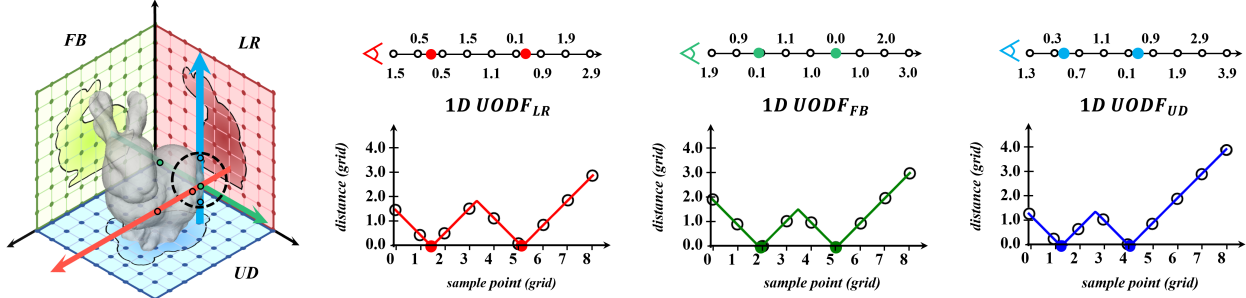 FB
LR
UD
0.5 1.5 0.1 1.9
1.5 0.5 1.1 0.9 2.9
1D UODF_LR
distance (grid)
4.0
3.0
2.0
1.0
0.0
0 1 2 3 4 5 6 7 8
sample point (grid)
0.9 1.1 0.0 2.0
1.9 0.1 1.0 1.0 3.0
1D UODF_FB
distance (grid)
4.0
3.0
2.0
1.0
0.0
0 1 2 3 4 5 6 7 8
sample point (grid)
0.3 1.1 0.9 2.9
1.3 0.7 0.1 1.9 3.9
1D UODF_UD
distance (grid)
4.0
3.0
2.0
1.0
0.0
0 1 2 3 4 5 6 7 8
sample point (grid)